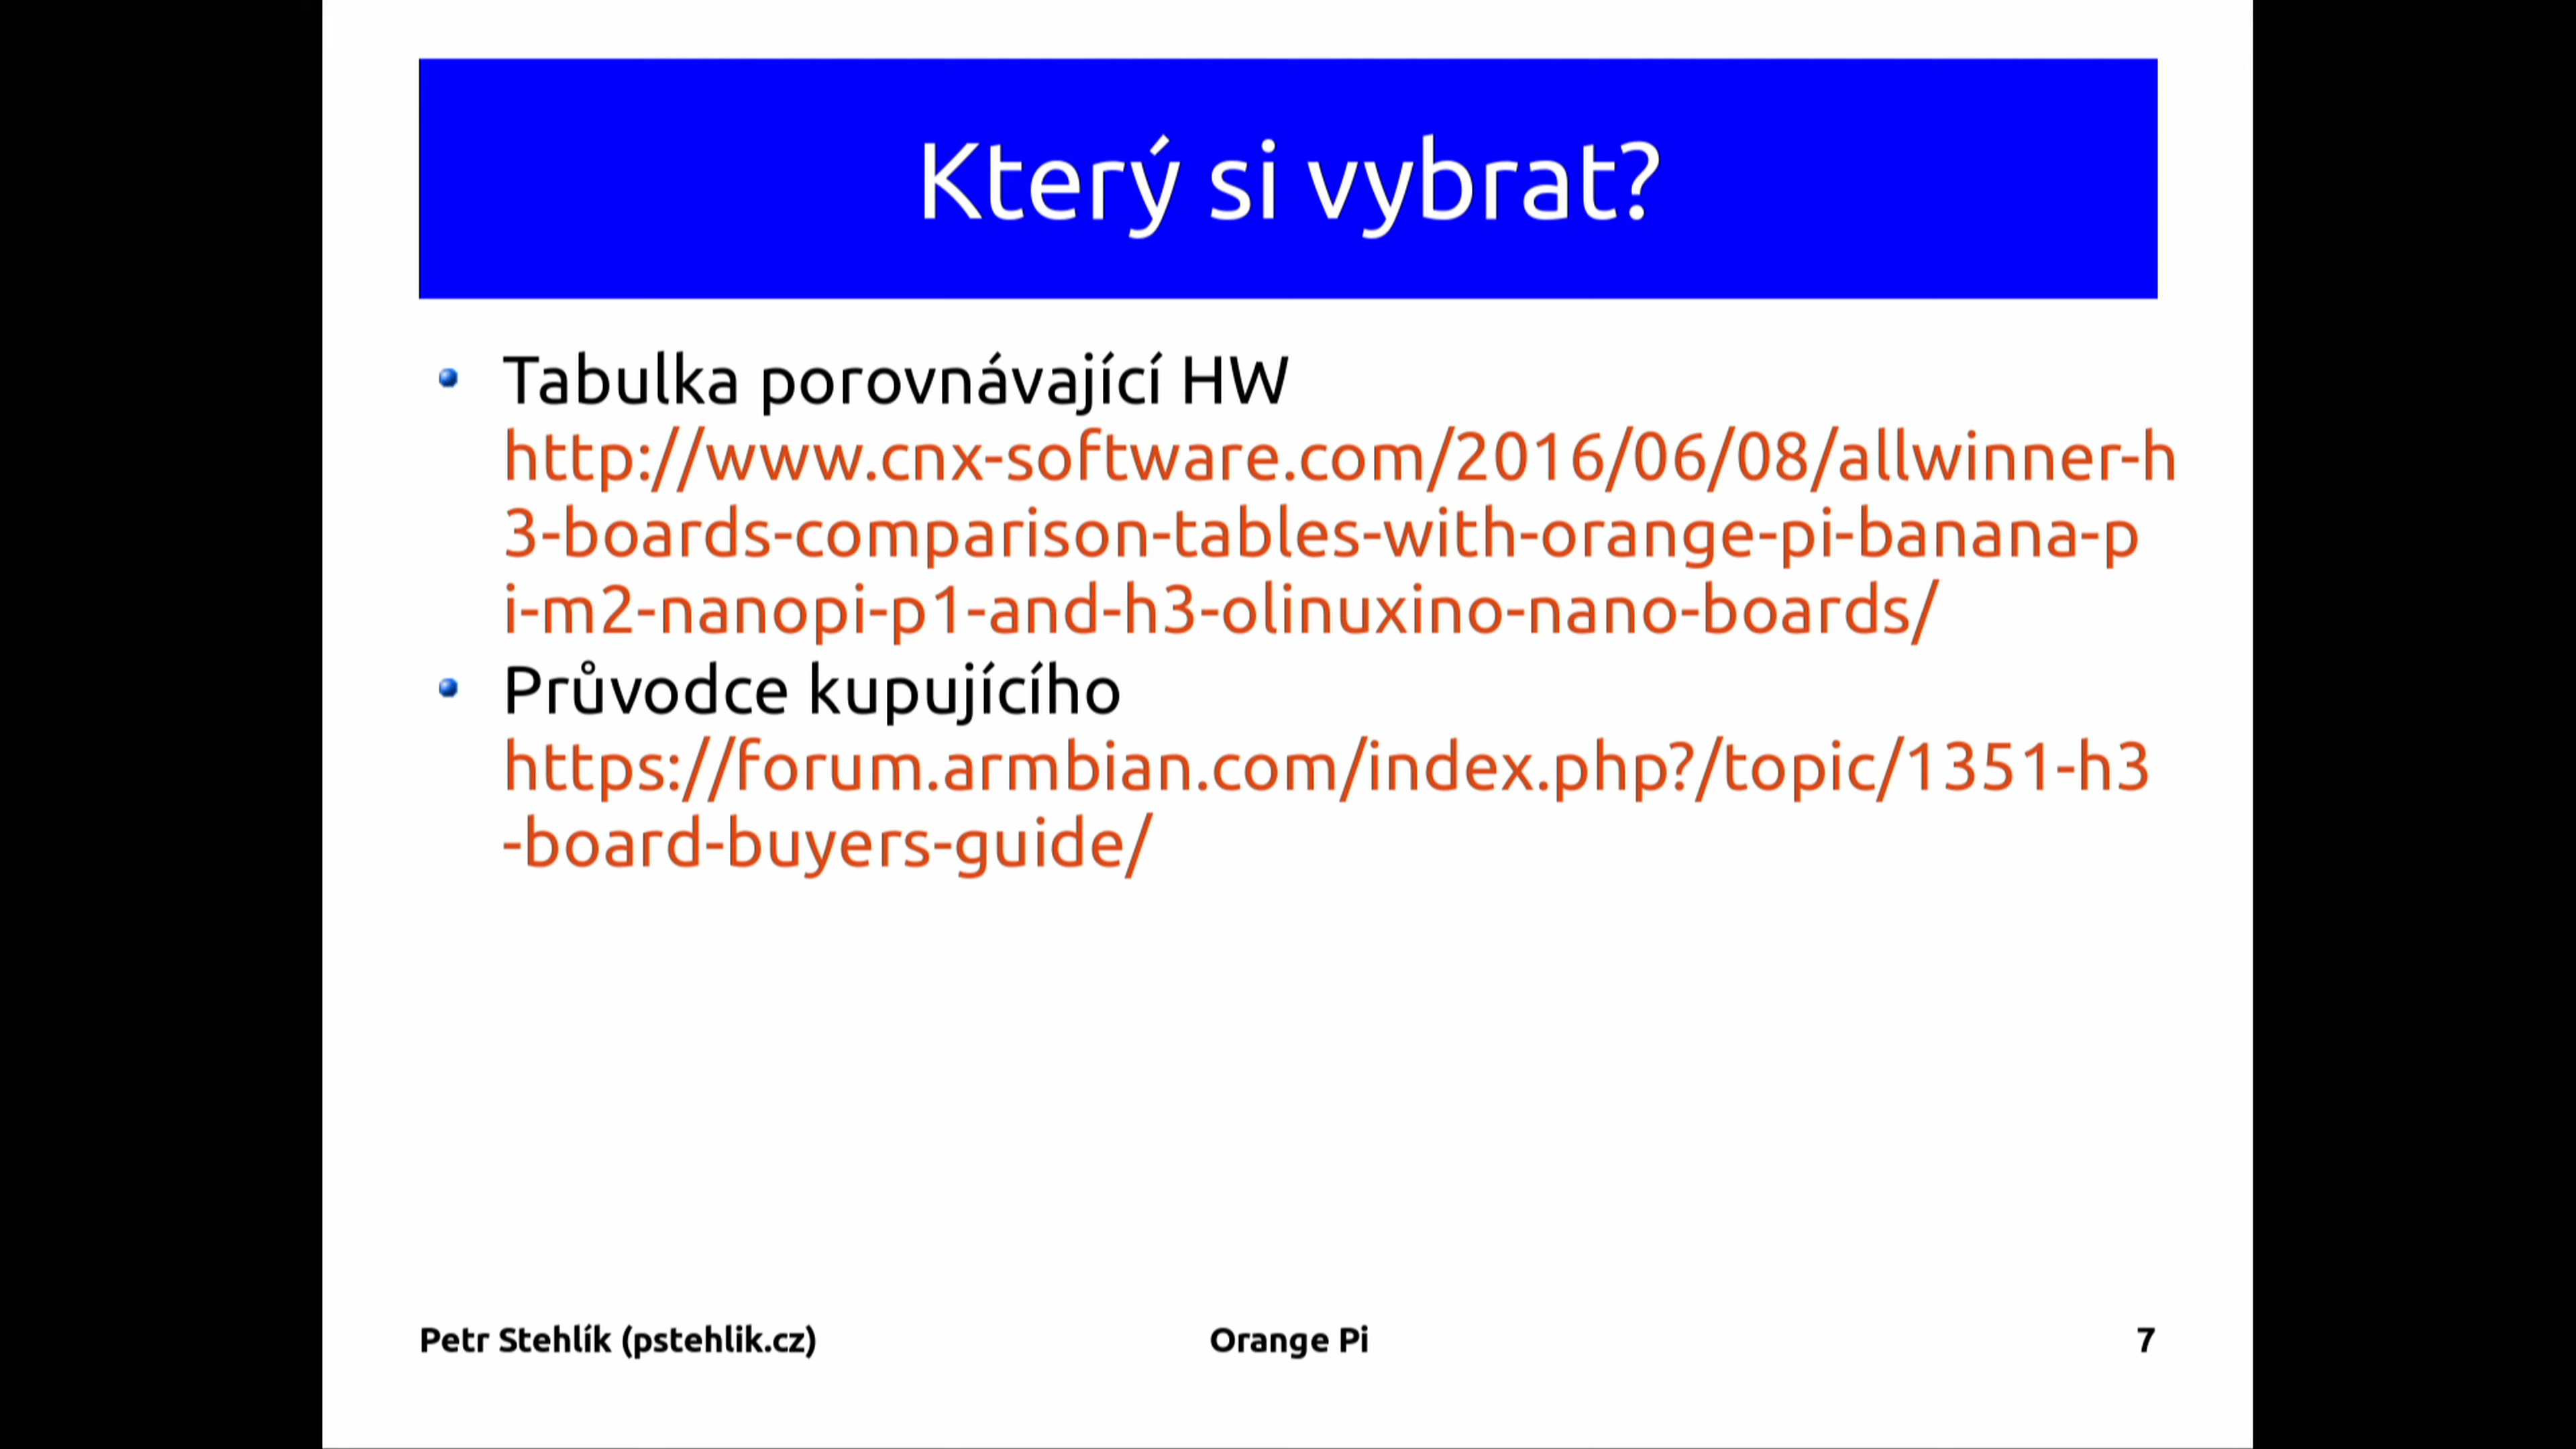 Který si vybrat?
Tabulka porovnávající HW
http://www.cnx-software.com/2016/06/08/allwinner-h
3-boards-comparison-tables-with-orange-pi-banana-p
i-m2-nanopi-p1-and-h3-olinuxino-nano-boards/
Průvodce kupujícího
https://forum.armbian.com/index.php?/topic/1351-h3
-board-buyers-guide/
Petr Stehlík (pstehlik.cz)
Orange Pi
7